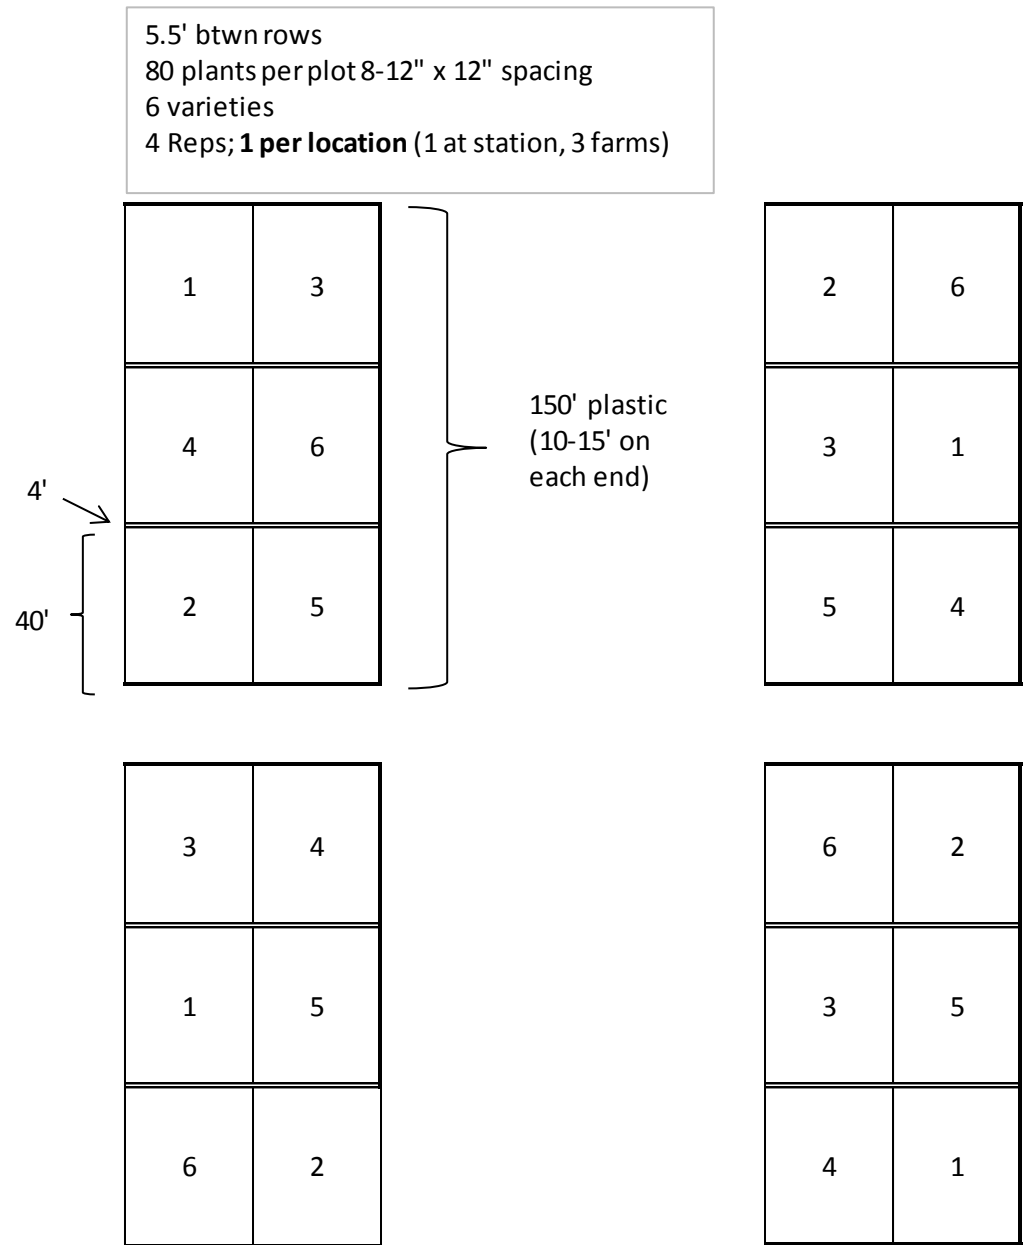 5.5' btwn rows
80 plants per plot 8-12" x 12" spacing
6 varieties
4 Reps; 1 per location (1 at station, 3 farms)
1 3
4 6
2 5
4'
40'
150' plastic
(10-15' on
each end)
2 6
3 1
5 4
3 4
1 5
6 2
6 2
3 5
4 1